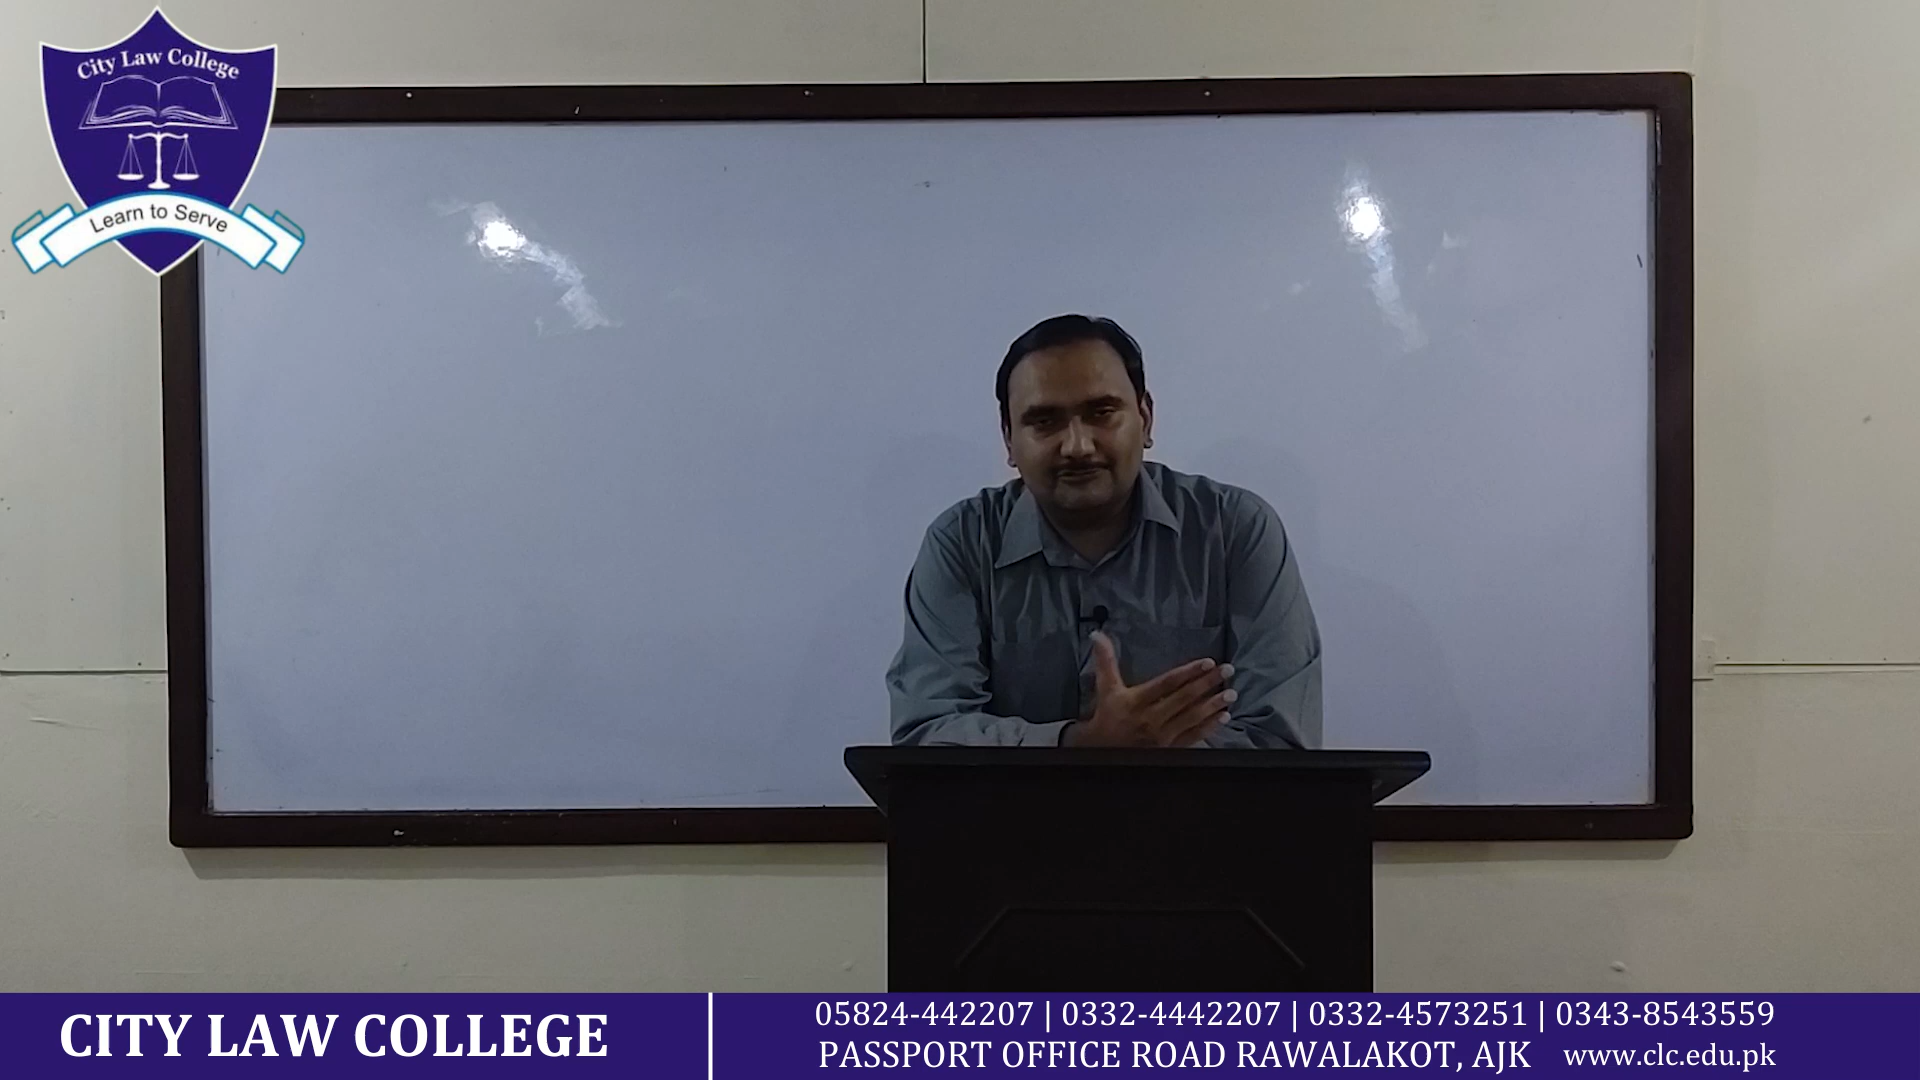 City Law College
Learn to Serve
CITY LAW COLLEGE
05824-442207 | 0332-4442207 | 0332-4573251 | 0343-8543559
PASSPORT OFFICE ROAD RAWALAKOT, AJK www.clc.edu.pk